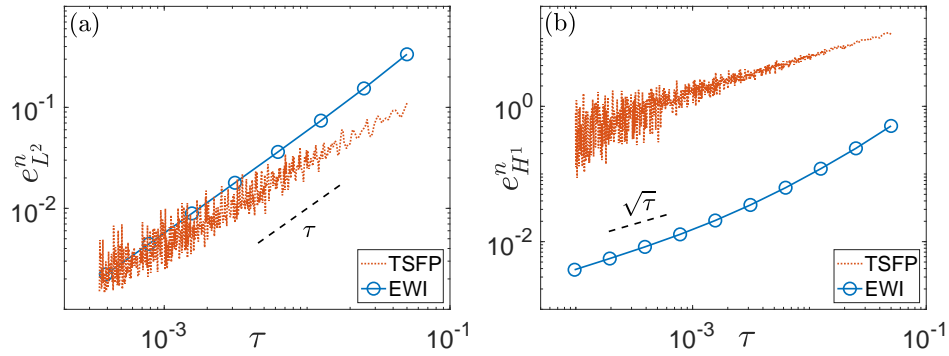 (a)
10^{-1}
10^{-2}
e^n_{L^2}
τ
TSFP
EWI
10^{-3}
τ
10^{-1}
(b)
10^0
10^{-2}
e^n_{H^1}
√τ
TSFP
EWI
10^{-3}
τ
10^{-1}